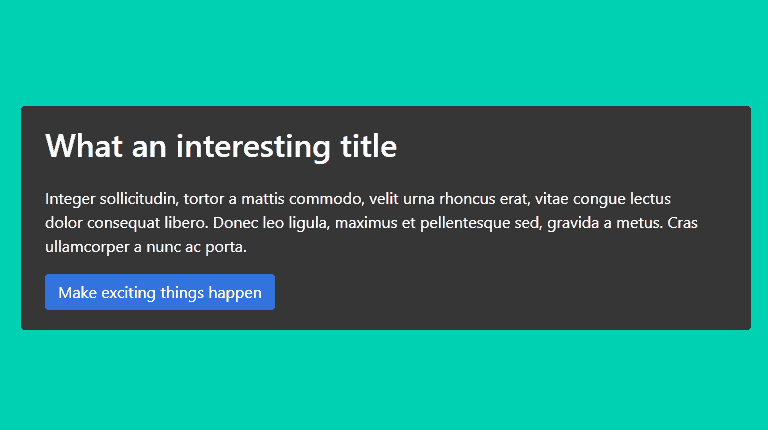 What an interesting title
Integer sollicitudin, tortor a mattis commodo, velit urna rhoncus erat, vitae congue lectus
dolor consequat libero. Donec leo ligula, maximus et pellentesque sed, gravida a metus. Cras
ullamcorper a nunc ac porta.
Make exciting things happen